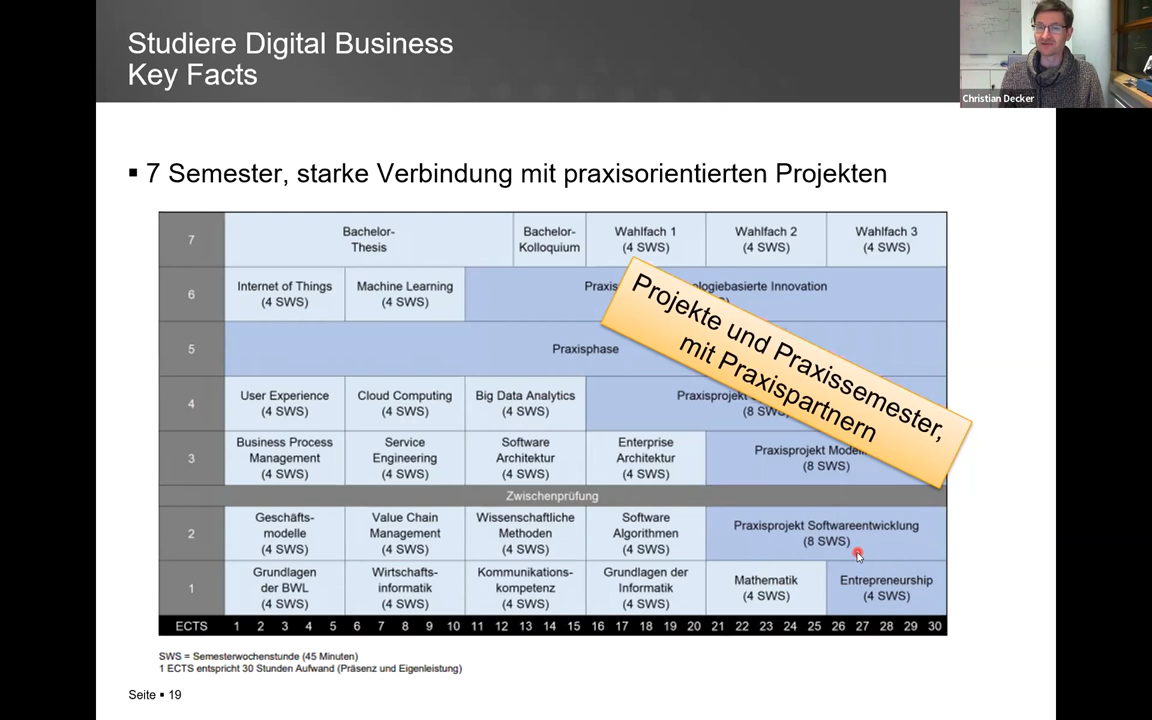 Studiere Digital Business
Key Facts
Christian Decker
▪ 7 Semester, starke Verbindung mit praxisorientierten Projekten
7
Bachelor-
Thesis
Bachelor-
Kolloquium
Wahlfach 1
(4 SWS)
Wahlfach 2
(4 SWS)
Wahlfach 3
(4 SWS)
6
Internet of Things
(4 SWS)
Machine Learning
(4 SWS)
Innovation
5
Praxisphase
4
User Experience
(4 SWS)
Cloud Computing
(4 SWS)
Big Data Analytics
(4 SWS)
Praxisprojekt
(8 SWS)
3
Business Process
Management
(4 SWS)
Service
Engineering
(4 SWS)
Software
Architektur
(4 SWS)
Enterprise
Architektur
(4 SWS)
Praxisprojekt
(8 SWS)
Projekte und Praxissemester,
mit Praxispartnern
Zwischenprüfung
2
Geschäfts-
modelle
(4 SWS)
Value Chain
Management
(4 SWS)
Wissenschaftliche
Methoden
(4 SWS)
Software
Algorithmen
(4 SWS)
Praxisprojekt Softwareentwicklung
(8 SWS)
1
Grundlagen
der BWL
(4 SWS)
Wirtschafts-
informatik
(4 SWS)
Kommunikations-
kompetenz
(4 SWS)
Grundlagen der
Informatik
(4 SWS)
Mathematik
(4 SWS)
Entrepreneurship
(4 SWS)
ECTS 1 2 3 4 5 6 7 8 9 10 11 12 13 14 15 16 17 18 19 20 21 22 23 24 25 26 27 28 29 30
SWS = Semesterwochenstunde (45 Minuten)
1 ECTS entspricht 30 Stunden Aufwand (Präsenz und Eigenleistung)
Seite ▪ 19